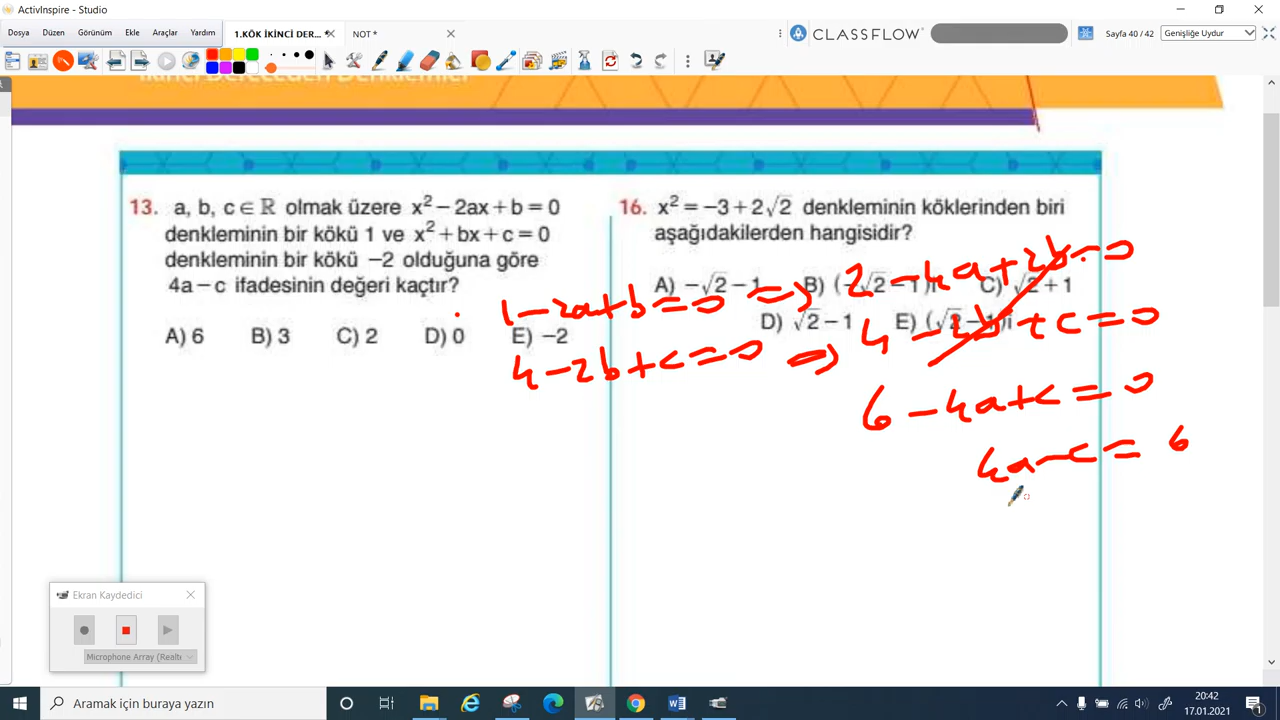 ActivInspire - Studio
Dosya Düzen Görünüm Ekle Araçlar Yardım
1.KÖK İKİNCİ DER...
NOT *
CLASSFLOW
Sayfa 40 / 42
Genişliğe Uydur
İkinci Dereceden Denklemler
13. a, b, c ∈ ℝ olmak üzere x² − 2ax + b = 0
denkleminin bir kökü 1 ve x² + bx + c = 0
denkleminin bir kökü −2 olduğuna göre
4a − c ifadesinin değeri kaçtır?
A) 6 B) 3 C) 2 D) 0 E) −2
16. x² = −3 + 2√2 denkleminin köklerinden biri
aşağıdakilerden hangisidir?
A) −√2 − 1 B) (−√2 − 1)i C) √2 + 1
D) √2 − 1 E) (√2 − 1)i
1 − 2a + b = 0 ⇒ 2 − 4a + 2b = 0
4 − 2b + c = 0 ⇒ 4 − 2b + c = 0
6 − 4a + c = 0
4a − c = 6
Ekran Kaydedici
Microphone Array (Realte
Aramak için buraya yazın
20:42
17.01.2021
1